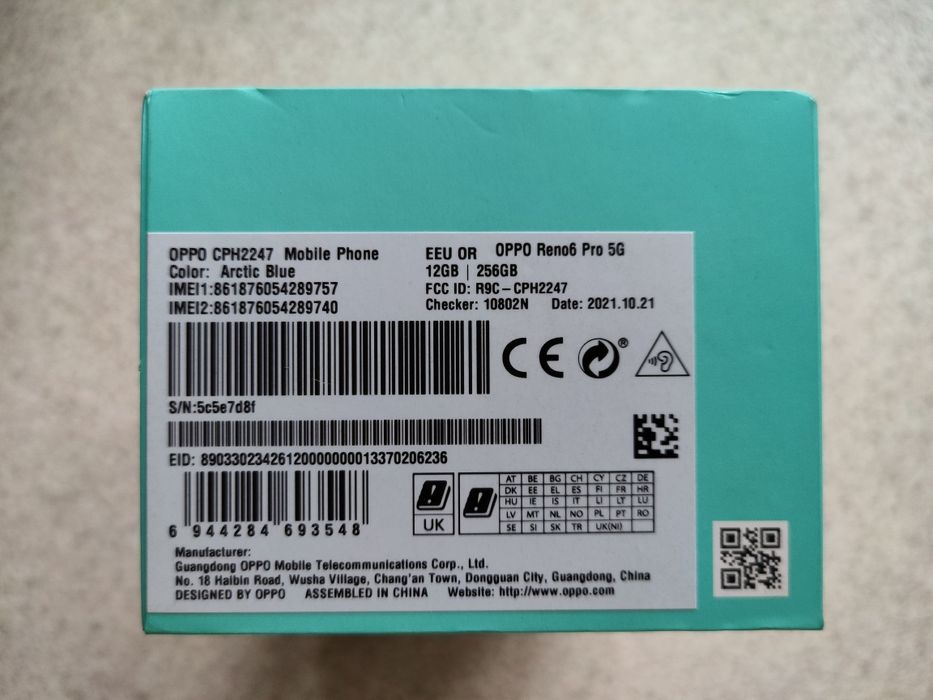 OPPO CPH2247 Mobile Phone
EEU OR OPPO Reno6 Pro 5G
Color: Arctic Blue
12GB | 256GB
IMEI1:861876054289757
FCC ID: R9C-CPH2247
IMEI2:861876054289740
Checker: 10802N Date: 2021.10.21
CE ®
S/N:5c5e7d8f
EID: 89033023426120000000013370206236
6 944284 693548
UK
AT BE BG CH CY CZ DE
DK EE EL ES FI FR HR
HU IE IS IT LI LT LU
LV MT NL NO PL PT RO
SE SI SK TR UK(NI)
Manufacturer:
Guangdong OPPO Mobile Telecommunications Corp., Ltd.
No. 18 Haibin Road, Wusha Village, Chang'an Town, Dongguan City, Guangdong, China
DESIGNED BY OPPO ASSEMBLED IN CHINA Website: http://www.oppo.com